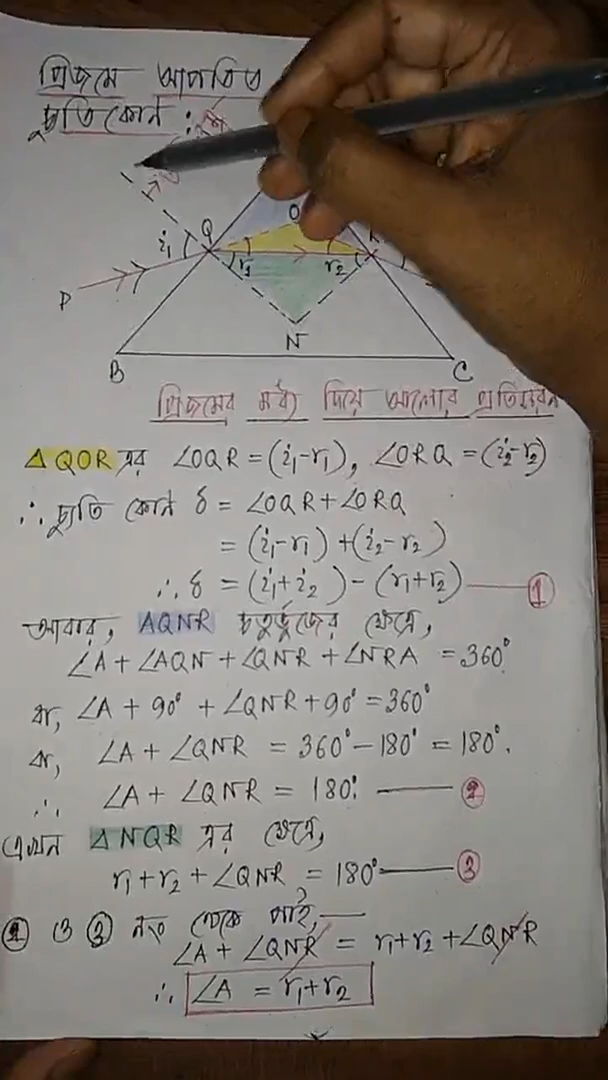 প্রিজমে আপতিত
চ্যুতি কোন :
O
Q
i₁
r₁
r₂
P
N
B
C
প্রিজমের মধ্য দিয়ে আলোর প্রতিসরন
△QOR এর ∠OQR = (i₁-r₁), ∠ORQ = (i₂-r₂)
∴ চ্যুতি কোন δ = ∠OQR + ∠ORQ
= (i₁-r₁) + (i₂-r₂)
∴ δ = (i₁+i₂) - (r₁+r₂) —— ①
আবার, AQNR চতুর্ভুজের ক্ষেত্রে,
∠A + ∠AQN + ∠QNR + ∠NRA = 360°
বা, ∠A + 90° + ∠QNR + 90° = 360°
বা, ∠A + ∠QNR = 360° - 180° = 180°.
∴ ∠A + ∠QNR = 180°. —— ②
এখন △NQR এর ক্ষেত্রে,
r₁ + r₂ + ∠QNR = 180° —— ③
② ও ③ নং থেকে পাই, —
∠A + ∠QNR = r₁+r₂ + ∠QNR
∴ ∠A = r₁+r₂